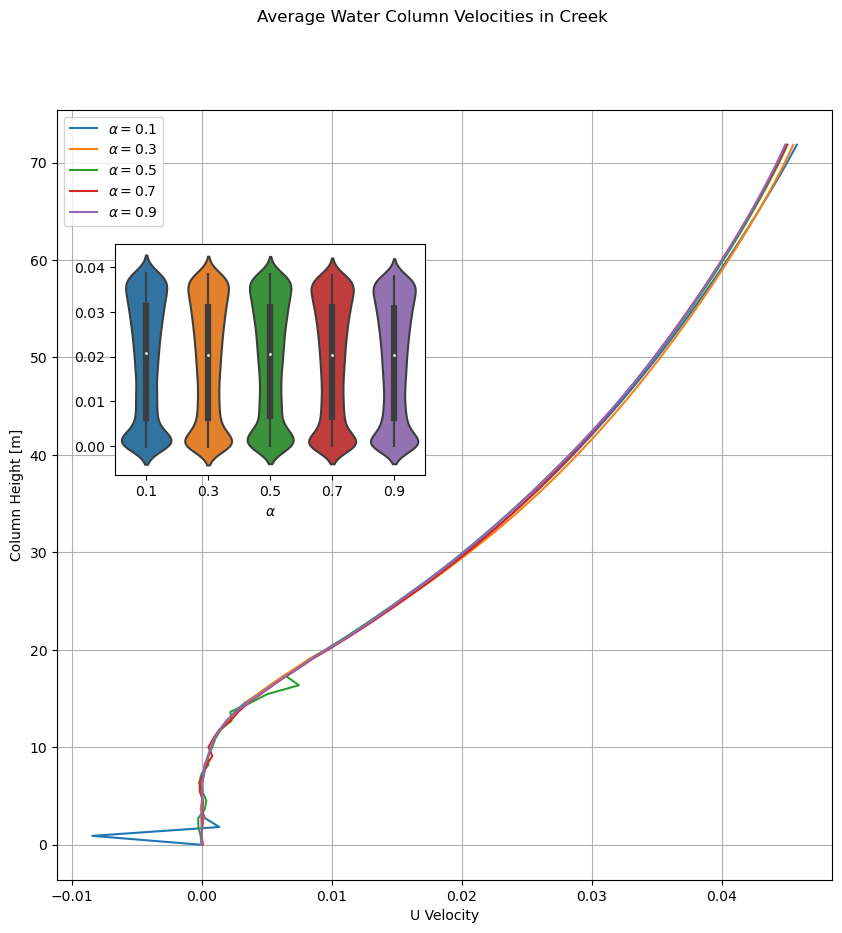 Average Water Column Velocities in Creek
α = 0.1
α = 0.3
α = 0.5
α = 0.7
α = 0.9
70
60
50
40
30
20
10
0
Column Height [m]
0.04
0.03
0.02
0.01
0.00
0.1 0.3 0.5 0.7 0.9
α
−0.01 0.00 0.01 0.02 0.03 0.04
U Velocity